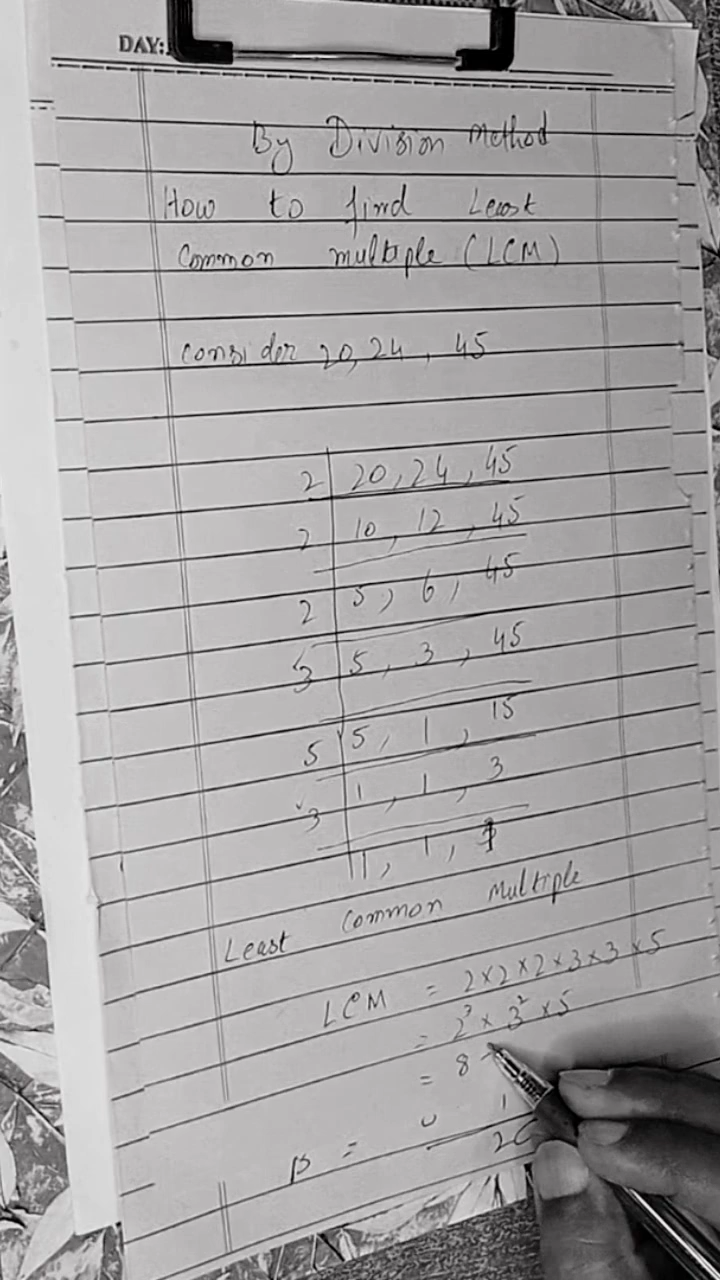 DAY:
By Division Method
How to find Least
Common multiple (LCM)
Consider 20, 24, 45
2 20, 24, 45
2 10, 12, 45
2 5, 6, 45
3 5, 3, 45
5 5, 1, 15
3 1, 1, 3
1, 1, 1
Least Common Multiple
LCM = 2×2×2×3×3×5
= 2³ × 3² × 5
= 8